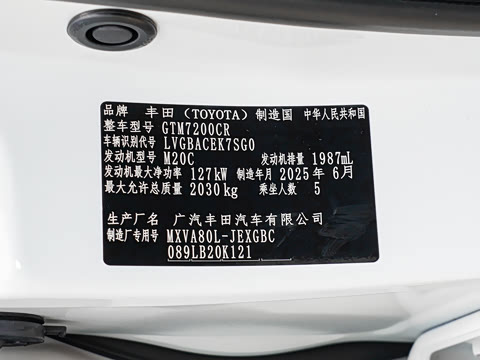 品牌 丰田(TOYOTA) 制造国 中华人民共和国
整车型号 GTM7200CR
车辆识别代号 LVGBACEK7SG0
发动机型号 M20C 发动机排量 1987mL
发动机最大净功率 127kW 制造年月 2025年6月
最大允许总质量 2030kg 乘坐人数 5
生产厂名 广汽丰田汽车有限公司
制造厂专用号 MXVA80L-JEXGBC
089LB20K121